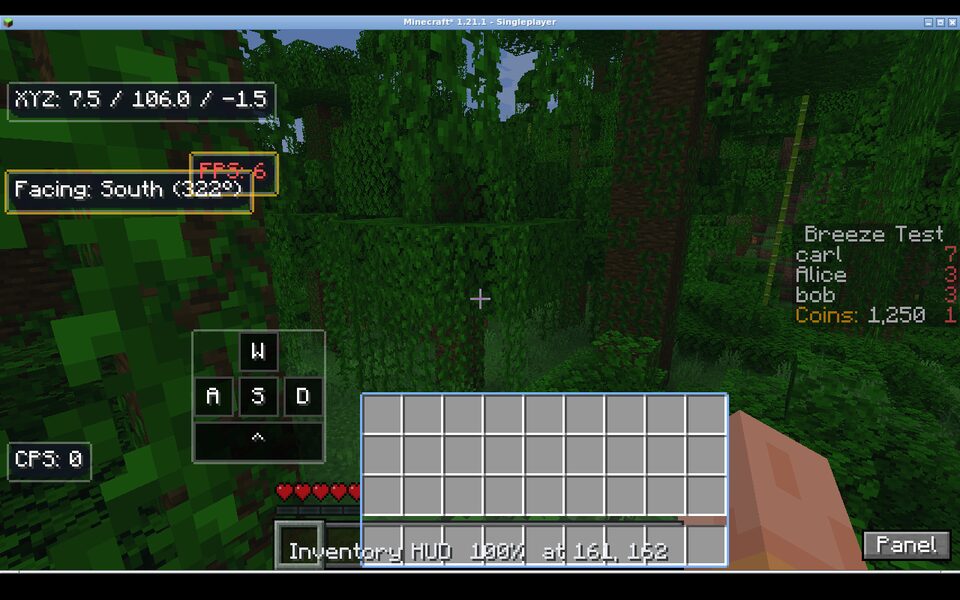 Minecraft* 1.21.1 - Singleplayer
XYZ: 7.5 / 106.0 / -1.5
FPS: 6
Facing: South (322°)
Breeze Test
carl 7
Alice 3
bob 3
Coins: 1,250 1
W
A S D
^
CPS: 0
Inventory HUD 100% at 161, 162
Panel